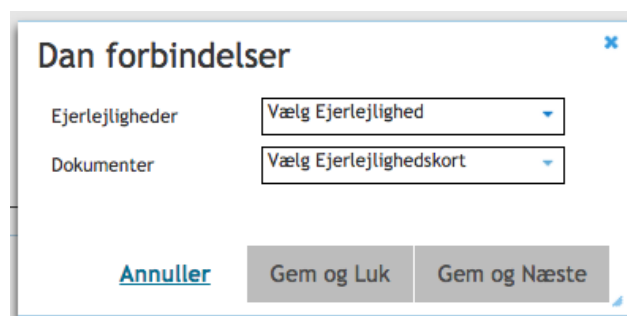 Dan forbindelser
Ejerlejligheder Vælg Ejerlejlighed
Dokumenter Vælg Ejerlejlighedskort
Annuller Gem og Luk Gem og Næste